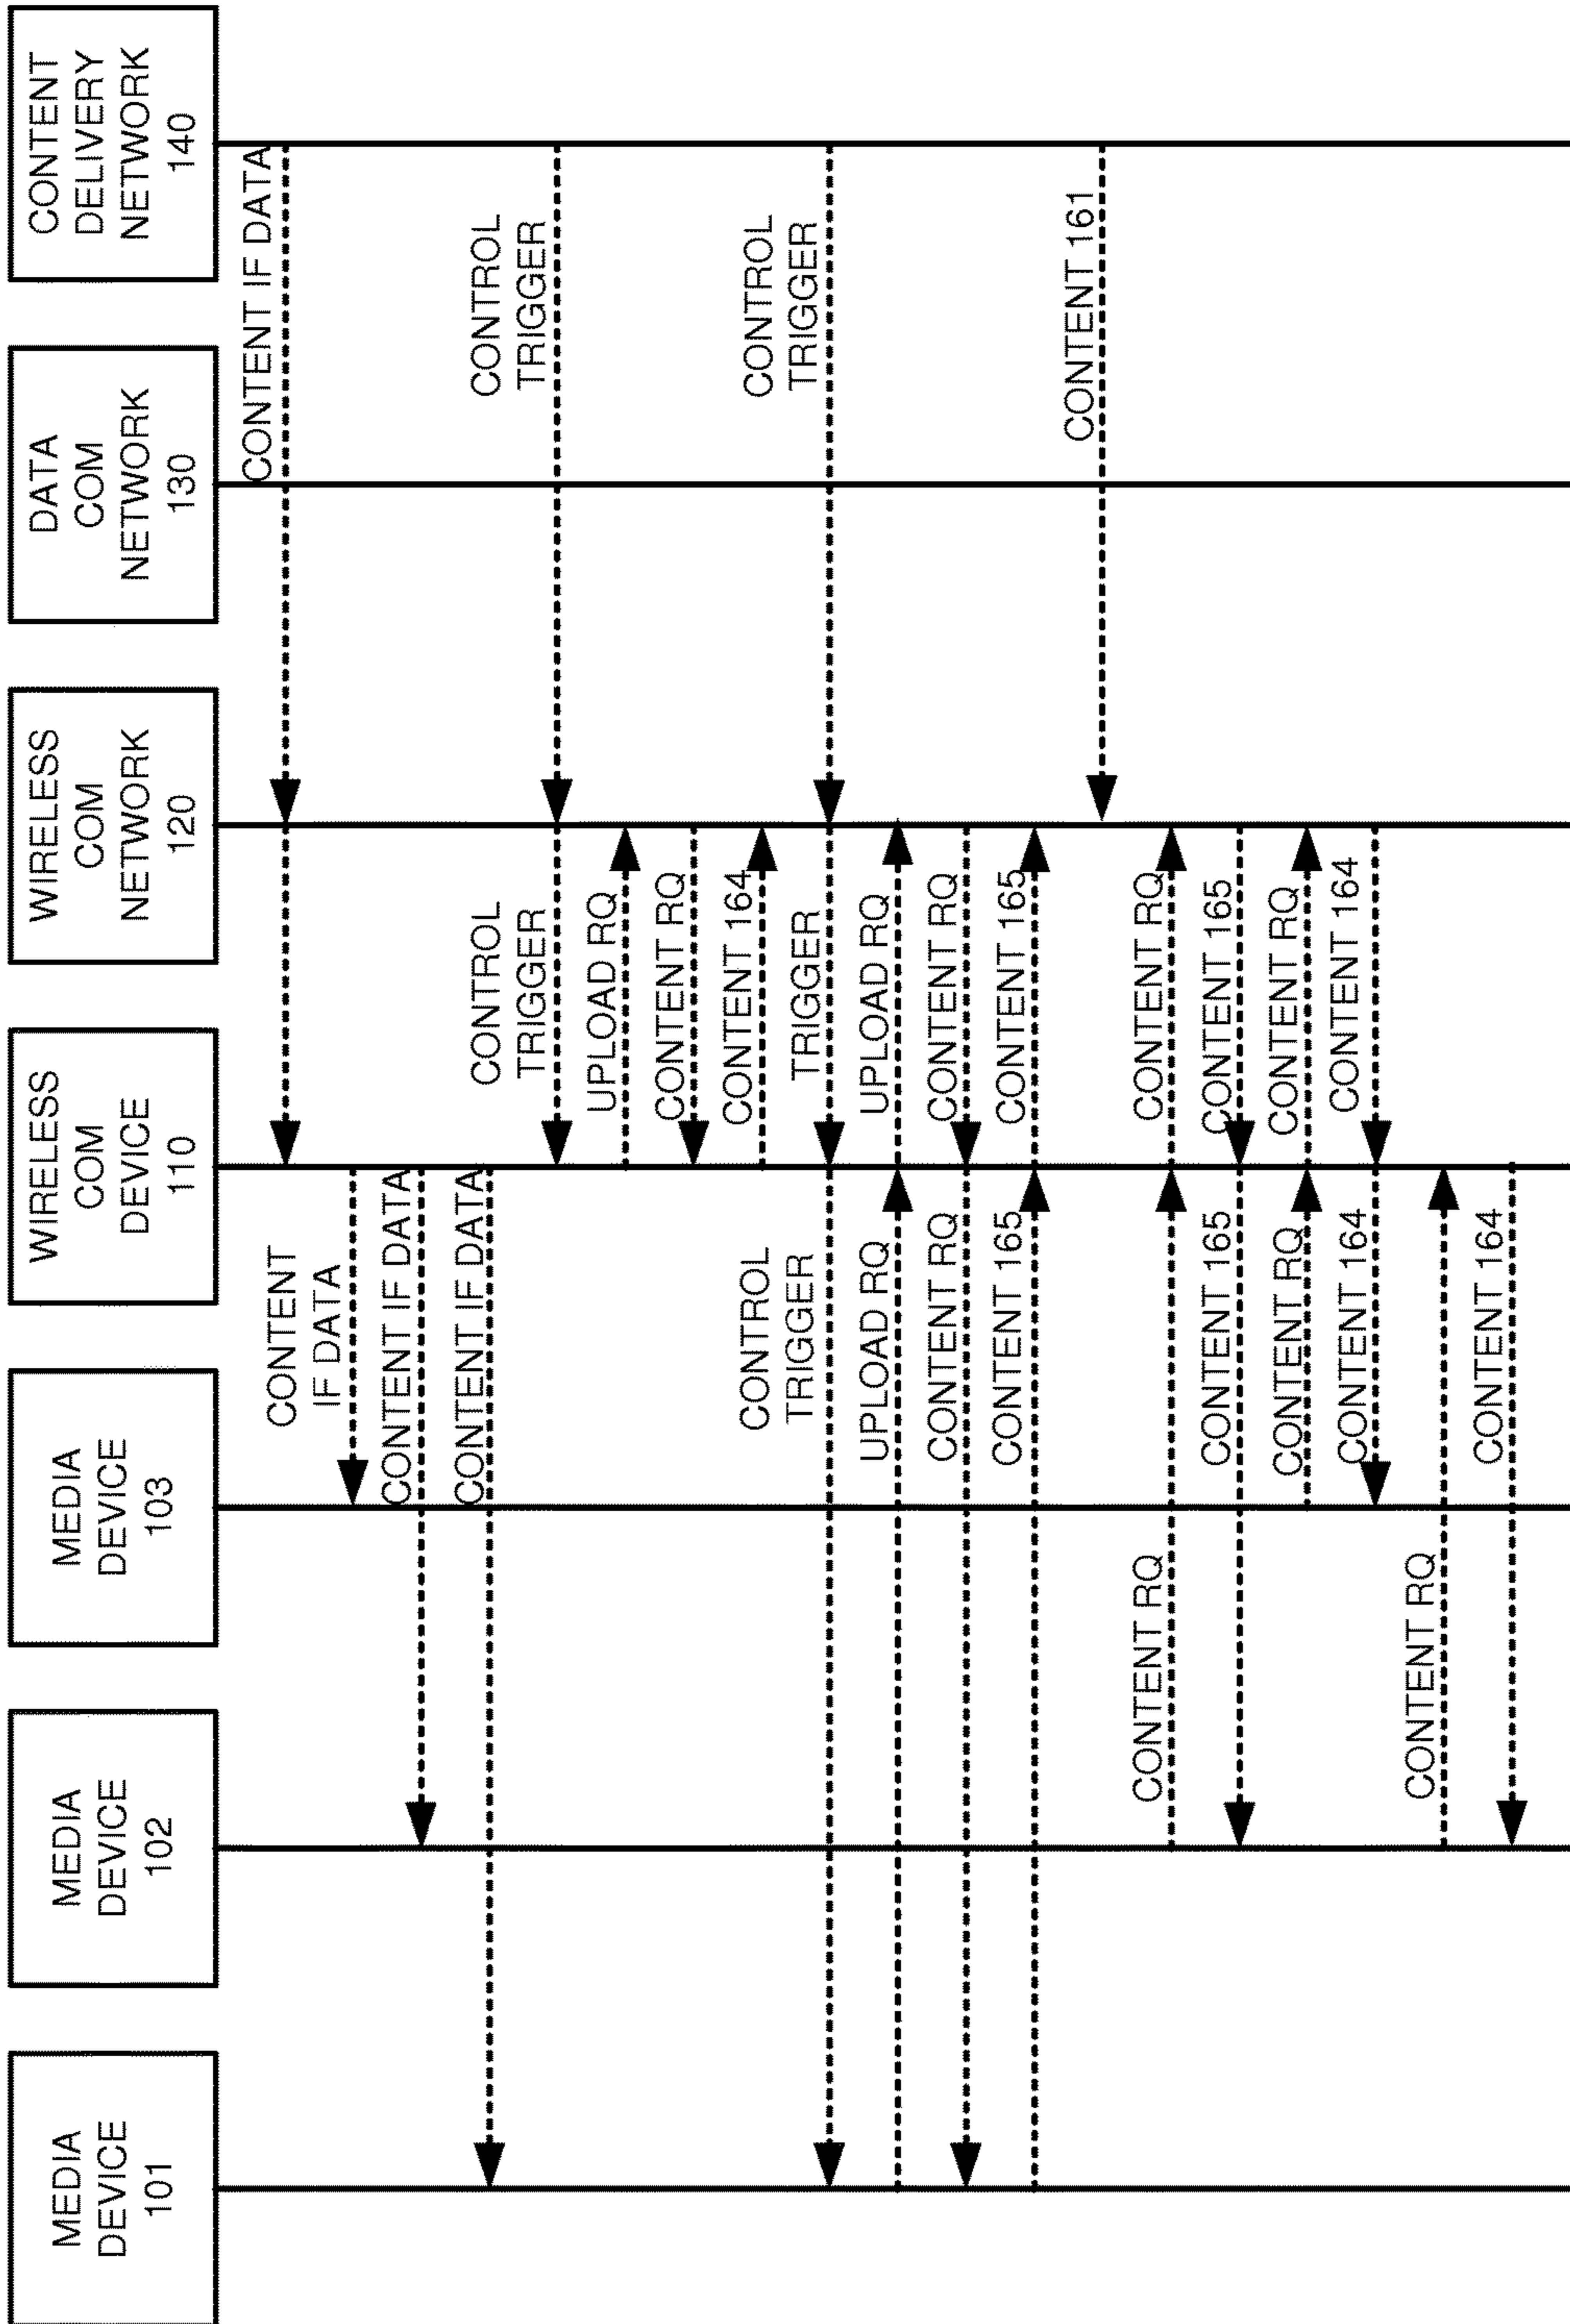 MEDIA
DEVICE
101
MEDIA
DEVICE
102
MEDIA
DEVICE
103
WIRELESS
COM
DEVICE
110
WIRELESS
COM
NETWORK
120
DATA
COM
NETWORK
130
CONTENT
DELIVERY
NETWORK
140
CONTENT IF DATA
CONTENT
IF DATA
CONTENT IF DATA
CONTENT IF DATA
CONTROL
TRIGGER
CONTROL
TRIGGER
UPLOAD RQ
CONTENT RQ
CONTENT 164
CONTROL
TRIGGER
TRIGGER
CONTROL
TRIGGER
UPLOAD RQ
UPLOAD RQ
CONTENT RQ
CONTENT RQ
CONTENT 165
CONTENT 165
CONTENT 161
CONTENT RQ
CONTENT RQ
CONTENT 165
CONTENT 165
CONTENT RQ
CONTENT RQ
CONTENT 164
CONTENT 164
CONTENT RQ
CONTENT 164